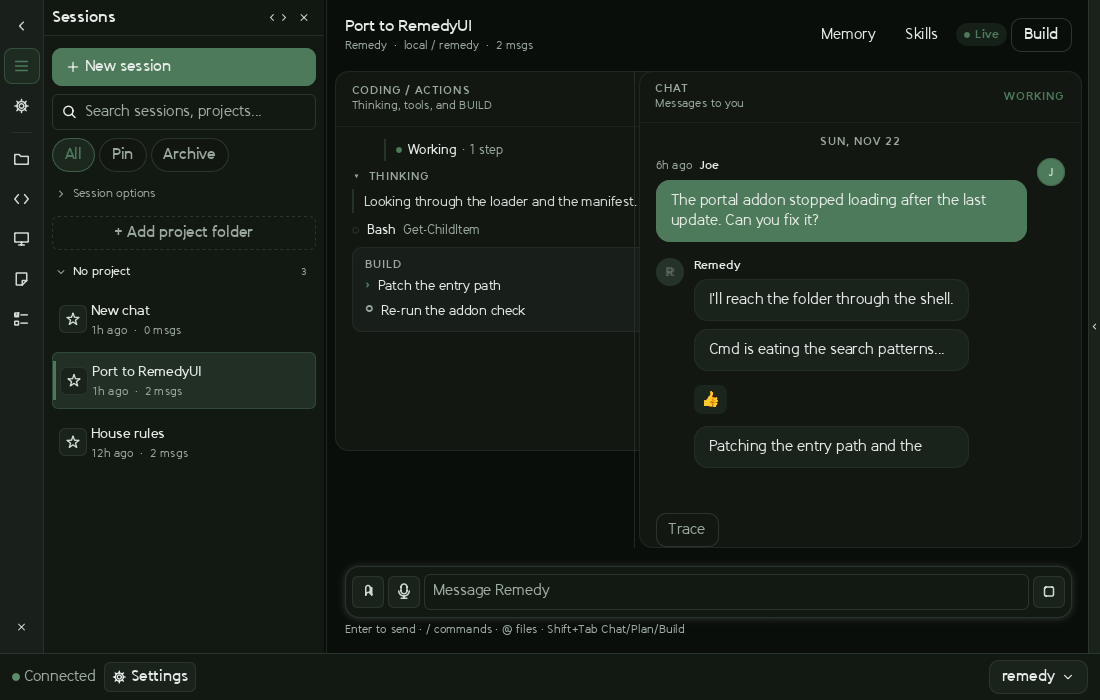 Sessions
+ New session
Search sessions, projects...
All
Pin
Archive
Session options
+ Add project folder
No project
3
New chat
1h ago · 0 msgs
Port to RemedyUI
1h ago · 2 msgs
House rules
12h ago · 2 msgs
Port to RemedyUI
Remedy · local / remedy · 2 msgs
Memory
Skills
Live
Build
CODING / ACTIONS
Thinking, tools, and BUILD
Working · 1 step
THINKING
Looking through the loader and the manifest.
Bash Get-ChildItem
BUILD
Patch the entry path
Re-run the addon check
CHAT
Messages to you
WORKING
SUN, NOV 22
6h ago Joe
J
The portal addon stopped loading after the last
update. Can you fix it?
R
Remedy
I'll reach the folder through the shell.
Cmd is eating the search patterns...
👍
Patching the entry path and the
Trace
Message Remedy
Enter to send · / commands · @ files · Shift+Tab Chat/Plan/Build
Connected
Settings
remedy